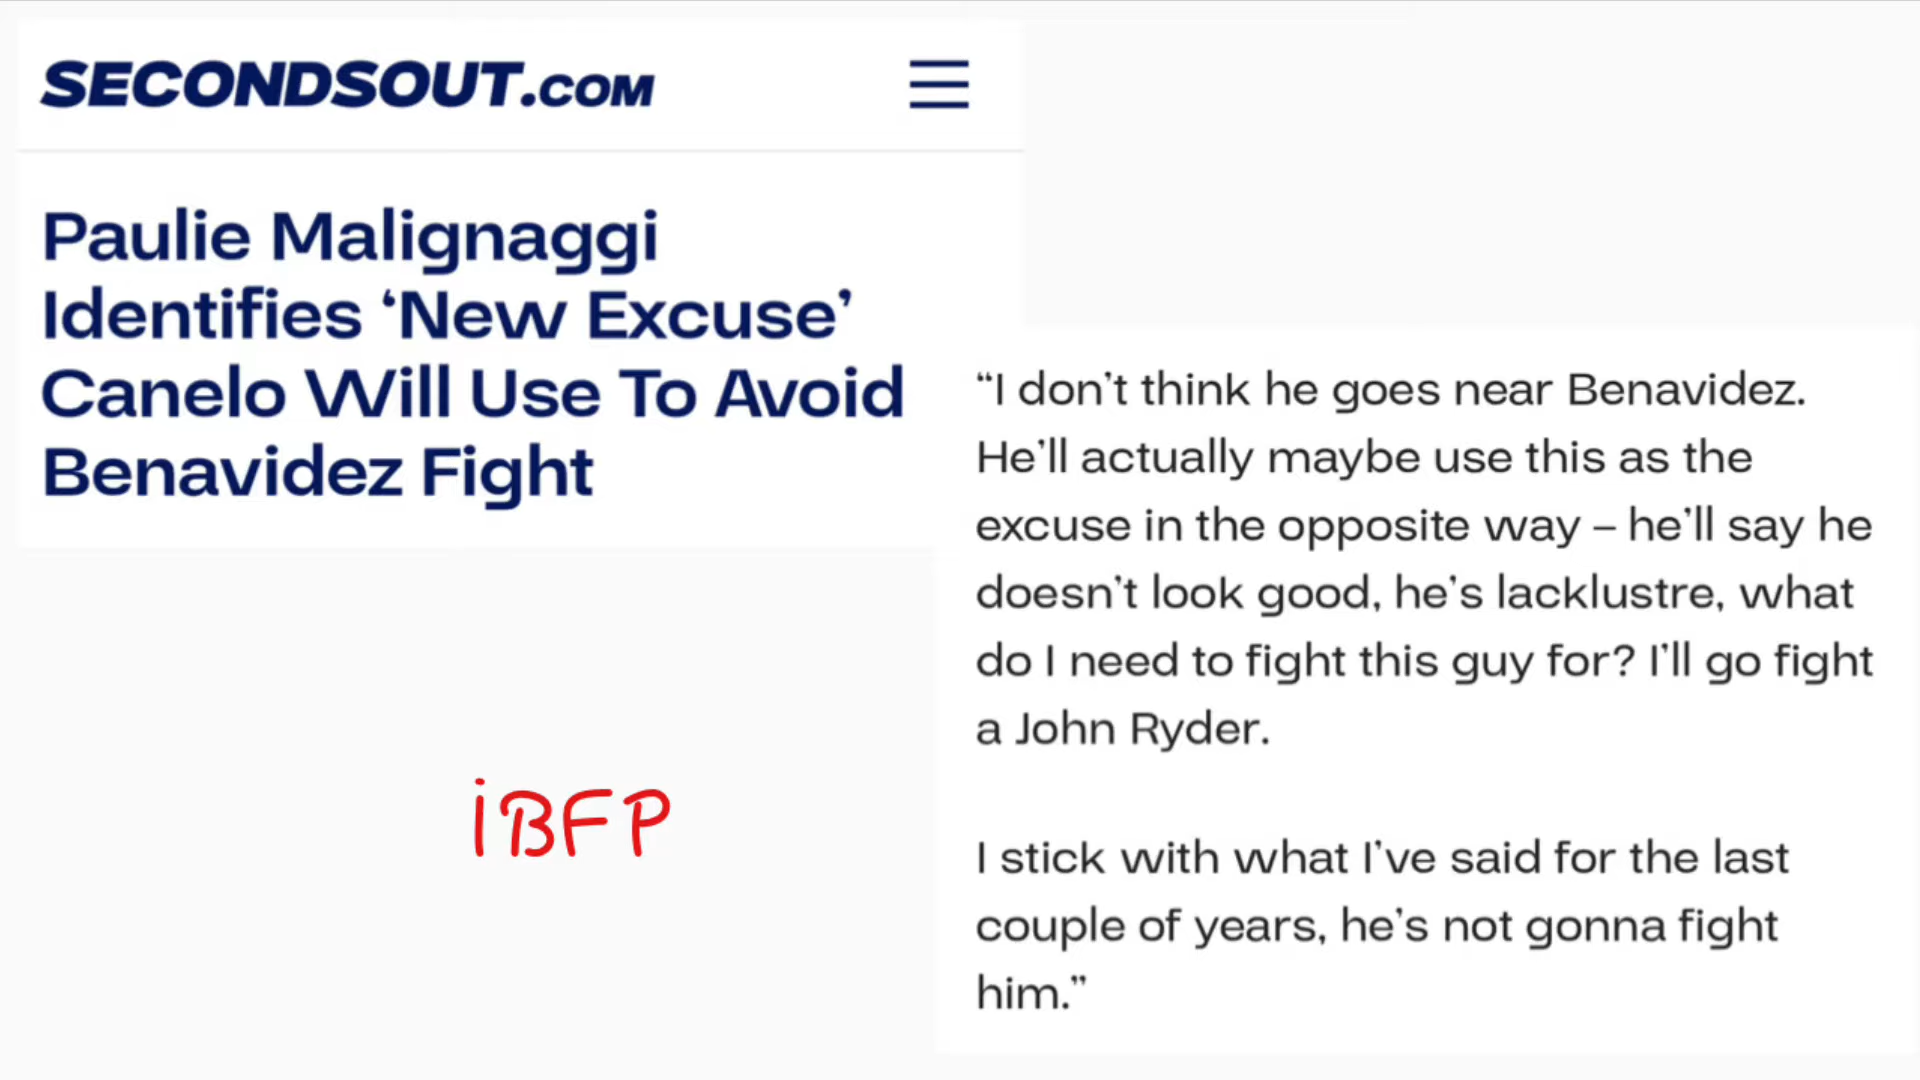 SECONDSOUT.COM
Paulie Malignaggi
Identifies ‘New Excuse’
Canelo Will Use To Avoid
Benavidez Fight
“I don’t think he goes near Benavidez.
He’ll actually maybe use this as the
excuse in the opposite way – he’ll say he
doesn’t look good, he’s lacklustre, what
do I need to fight this guy for? I’ll go fight
a John Ryder.
I stick with what I’ve said for the last
couple of years, he’s not gonna fight
him.”
iBFP